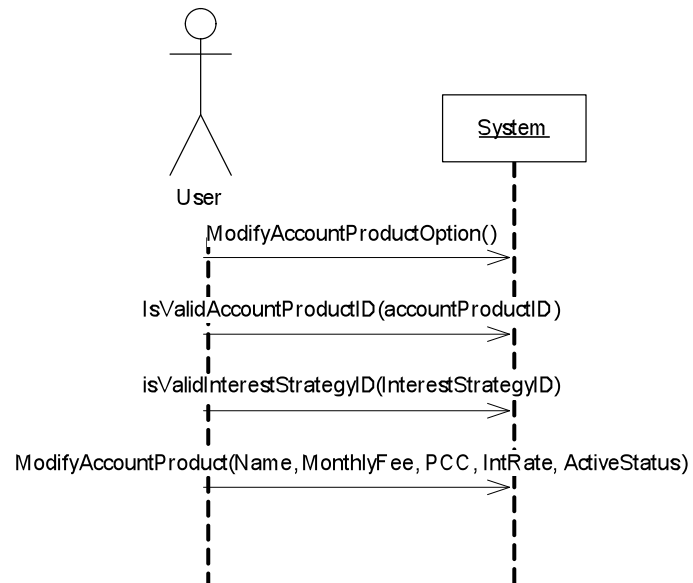 System
User
ModifyAccountProductOption()
IsValidAccountProductID(accountProductID)
isValidInterestStrategyID(InterestStrategyID)
ModifyAccountProduct(Name, MonthlyFee, PCC, IntRate, ActiveStatus)